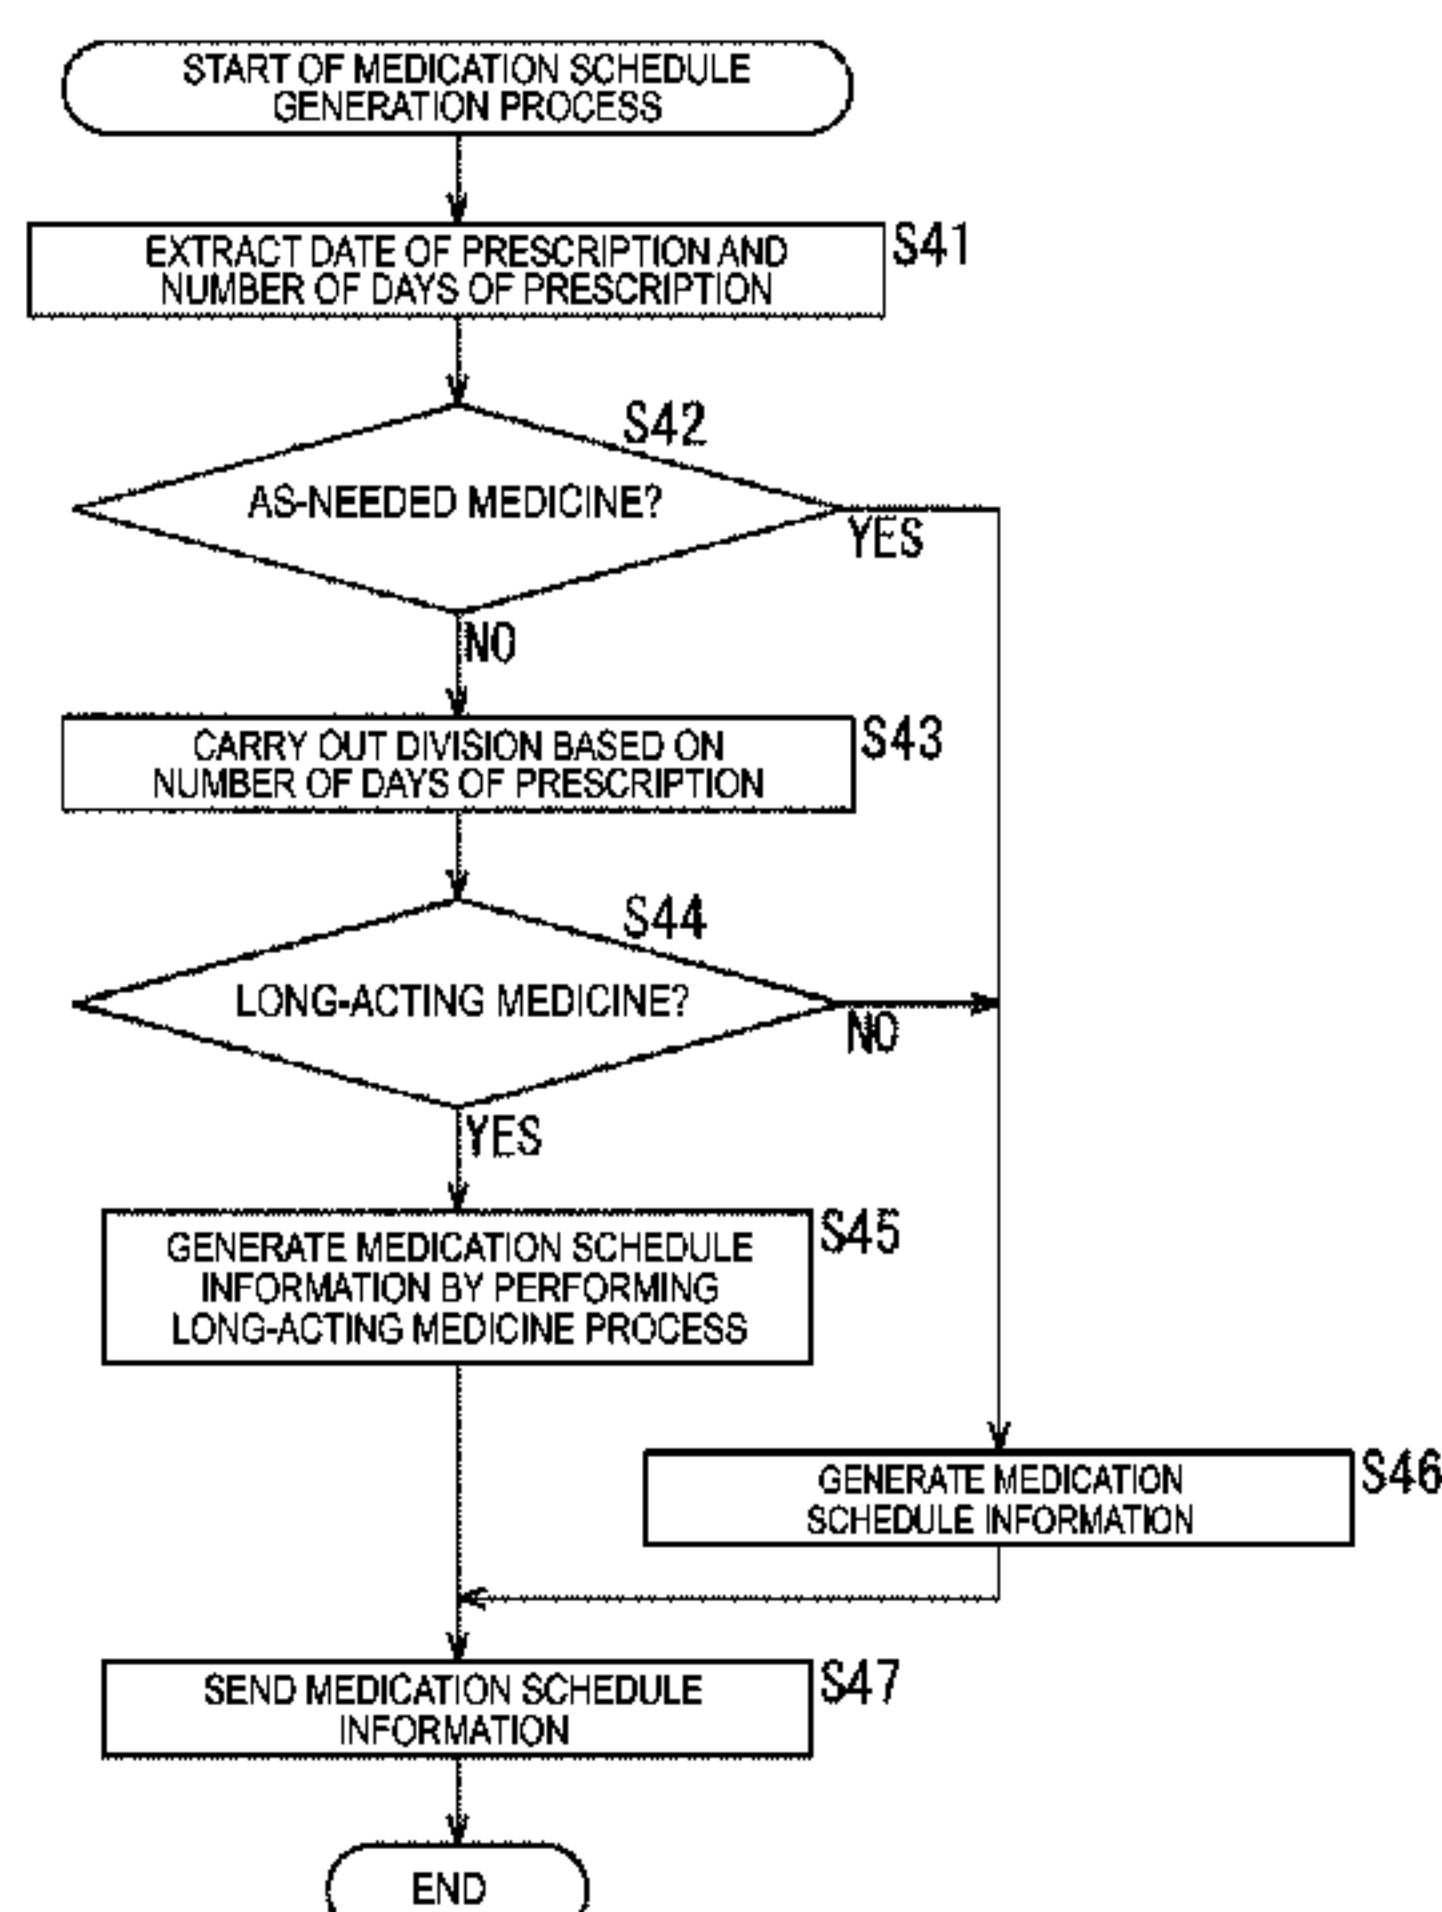 START OF MEDICATION SCHEDULE
GENERATION PROCESS
EXTRACT DATE OF PRESCRIPTION AND
NUMBER OF DAYS OF PRESCRIPTION
S41
S42
AS-NEEDED MEDICINE?
YES
NO
CARRY OUT DIVISION BASED ON
NUMBER OF DAYS OF PRESCRIPTION
S43
S44
LONG-ACTING MEDICINE?
NO
YES
GENERATE MEDICATION SCHEDULE
INFORMATION BY PERFORMING
LONG-ACTING MEDICINE PROCESS
S45
GENERATE MEDICATION
SCHEDULE INFORMATION
S46
SEND MEDICATION SCHEDULE
INFORMATION
S47
END